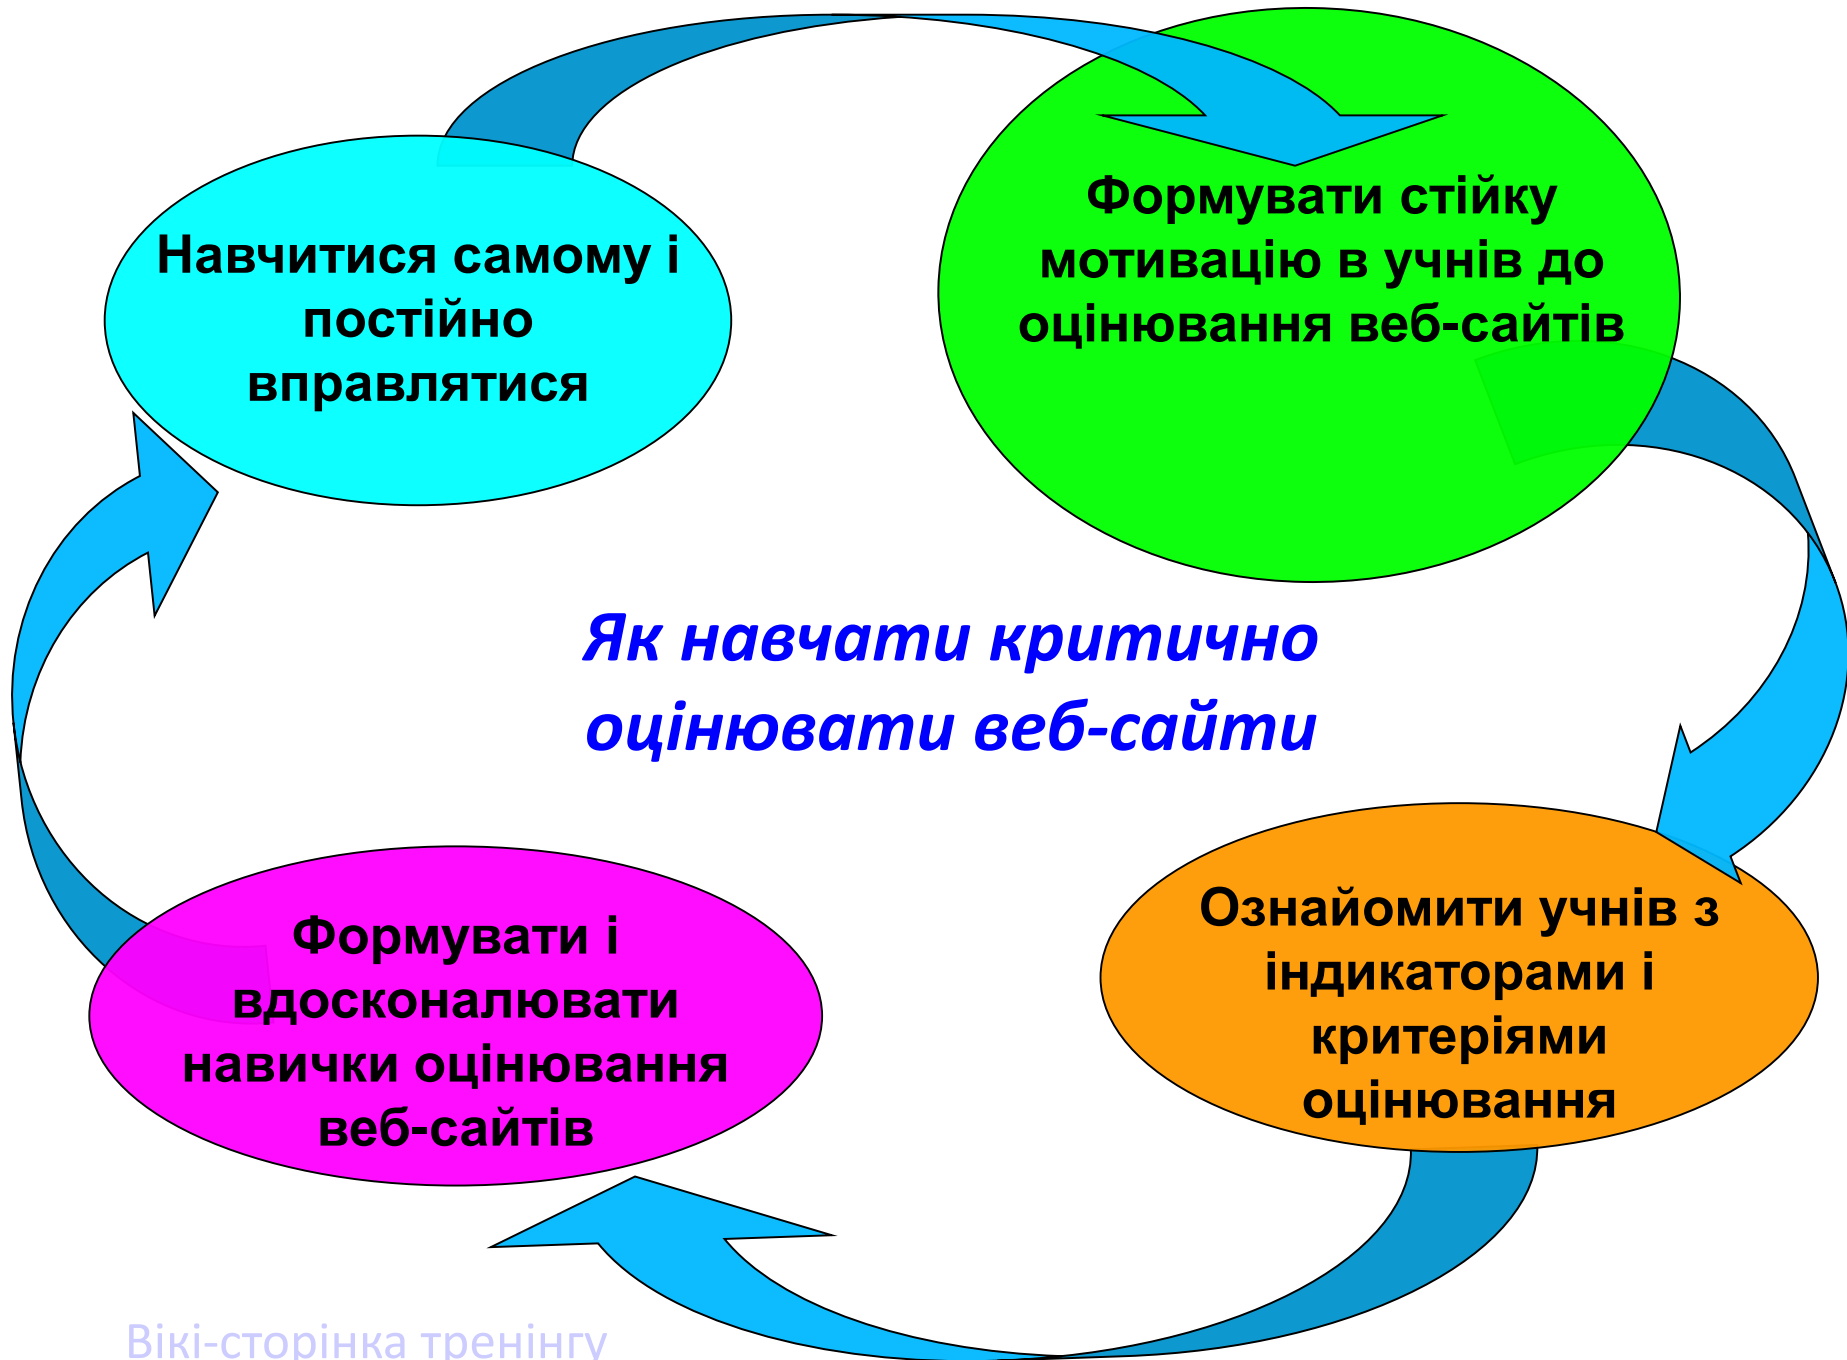 Навчитися самому і
постійно
вправлятися
Формувати стійку
мотивацію в учнів до
оцінювання веб-сайтів
Як навчати критично
оцінювати веб-сайти
Ознайомити учнів з
індикаторами і
критеріями
оцінювання
Формувати і
вдосконалювати
навички оцінювання
веб-сайтів
Вікі-сторінка тренінгу